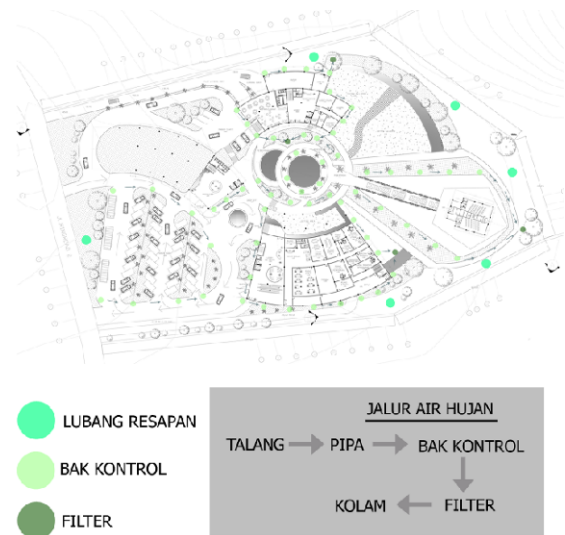 LUBANG RESAPAN
BAK KONTROL
FILTER
JALUR AIR HUJAN
TALANG PIPA BAK KONTROL
KOLAM FILTER